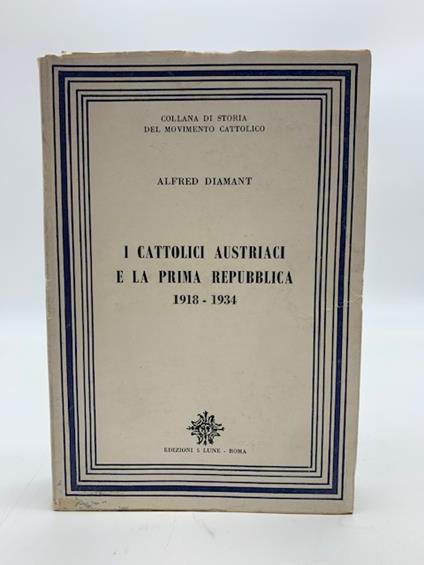 COLLANA DI STORIA
DEL MOVIMENTO CATTOLICO
ALFRED DIAMANT
I CATTOLICI AUSTRIACI
E LA PRIMA REPUBBLICA
1918 - 1934
EDIZIONI 5 LUNE - ROMA